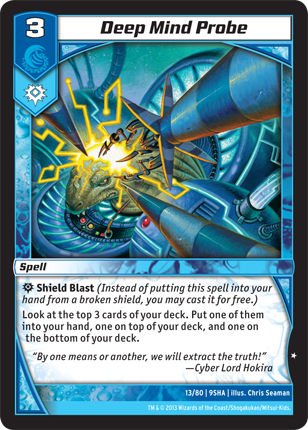 3
Deep Mind Probe
Spell
Shield Blast (Instead of putting this spell into your
hand from a broken shield, you may cast it for free.)
Look at the top 3 cards of your deck. Put one of them
into your hand, one on top of your deck, and one on
the bottom of your deck.
"By one means or another, we will extract the truth!"
—Cyber Lord Hokira
13/80 | 9SHA | illus. Chris Seaman
TM & © 2013 Wizards of the Coast/Shogakukan/Mitsui-Kids.